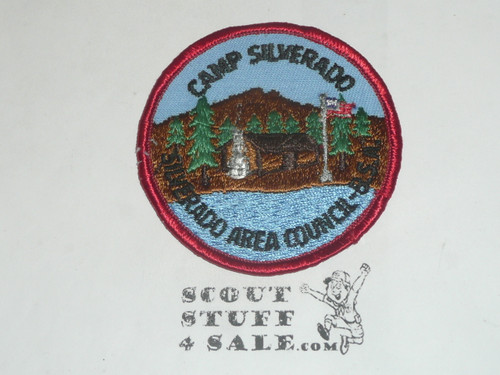 CAMP SILVERADO
SILVERADO AREA COUNCIL-B.S.A.
SCOUT
STUFF
4 SALE.COM